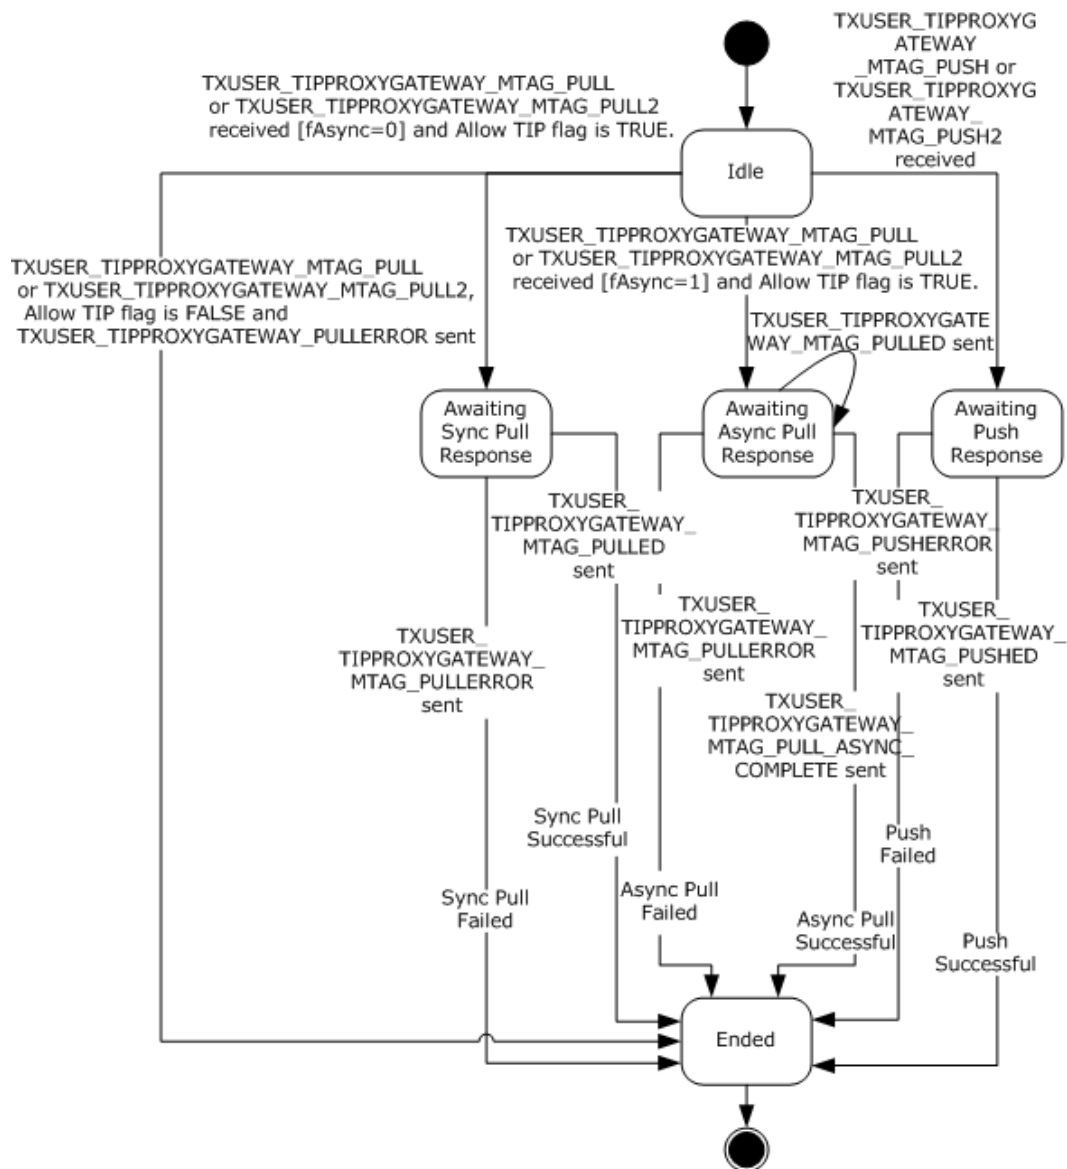 TXUSER_TIPPROXYG
ATEWAY
_MTAG_PUSH or
TXUSER_TIPPROXYG
ATEWAY_
MTAG_PUSH2
received
TXUSER_TIPPROXYGATEWAY_MTAG_PULL
or TXUSER_TIPPROXYGATEWAY_MTAG_PULL2
received [fAsync=0] and Allow TIP flag is TRUE.
Idle
TXUSER_TIPPROXYGATEWAY_MTAG_PULL
or TXUSER_TIPPROXYGATEWAY_MTAG_PULL2
received [fAsync=1] and Allow TIP flag is TRUE.
TXUSER_TIPPROXYGATEWAY_MTAG_PULL
or TXUSER_TIPPROXYGATEWAY_MTAG_PULL2,
Allow TIP flag is FALSE and
TXUSER_TIPPROXYGATEWAY_PULLERROR sent
TXUSER_TIPPROXYGATE
WAY_MTAG_PULLED sent
Awaiting
Sync Pull
Response
Awaiting
Async Pull
Response
Awaiting
Push
Response
TXUSER_
TIPPROXYGATEWAY_
MTAG_PULLED
sent
TXUSER_
TIPPROXYGATEWAY_
MTAG_PUSHERROR
sent
TXUSER_
TIPPROXYGATEWAY_
MTAG_PULLERROR
sent
TXUSER_
TIPPROXYGATEWAY_
MTAG_PULLERROR
sent
TXUSER_
TIPPROXYGATEWAY_
MTAG_PUSHED
sent
TXUSER_
TIPPROXYGATEWAY_
MTAG_PULL_ASYNC_
COMPLETE sent
Sync Pull
Successful
Push
Failed
Sync Pull
Failed
Async Pull
Failed
Async Pull
Successful
Push
Successful
Ended